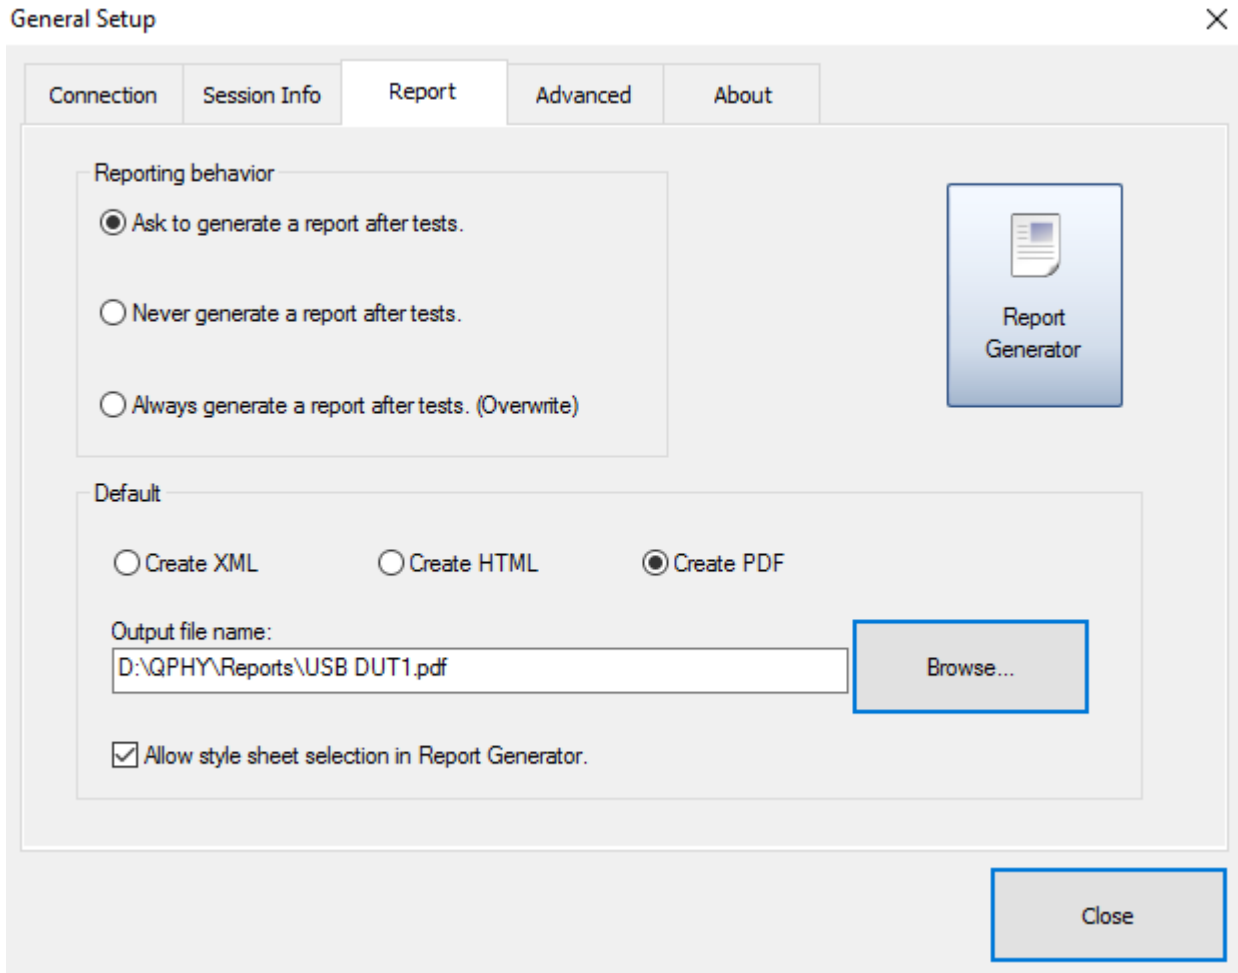 General Setup
Connection
Session Info
Report
Advanced
About
Reporting behavior
Ask to generate a report after tests.
Never generate a report after tests.
Always generate a report after tests. (Overwrite)
Report
Generator
Default
Create XML
Create HTML
Create PDF
Output file name:
D:\QPHY\Reports\USB DUT1.pdf
Browse...
Allow style sheet selection in Report Generator.
Close